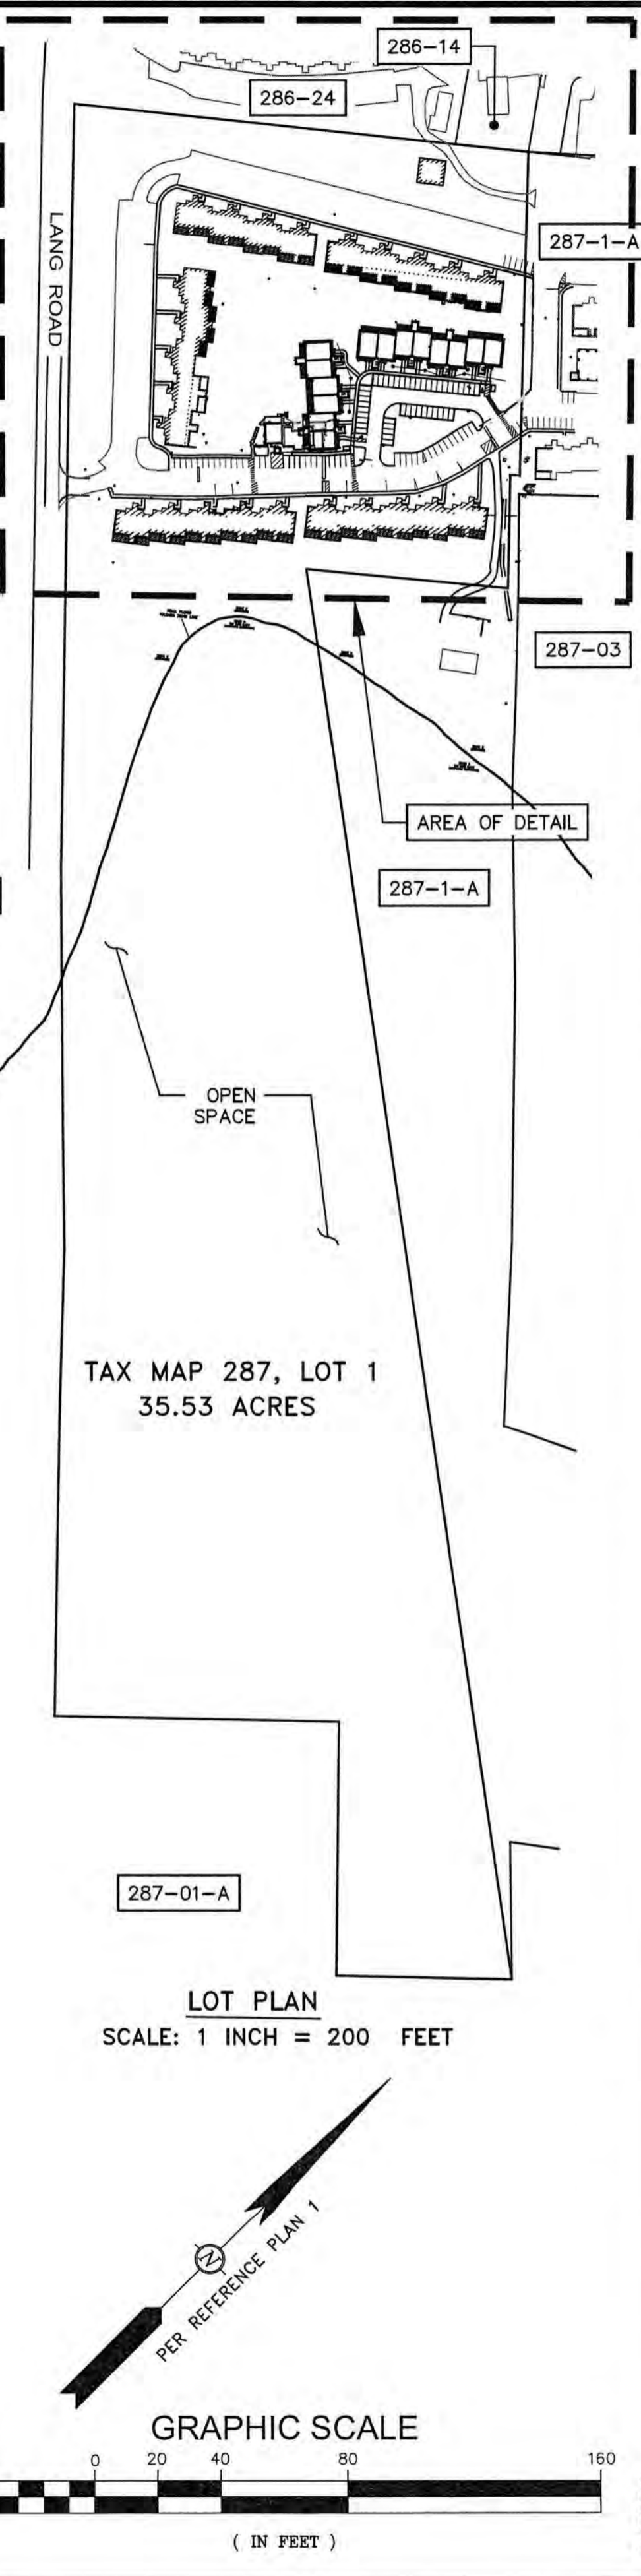 286-14
286-24
287-1-A
LANG ROAD
287-03
AREA OF DETAIL
287-1-A
OPEN
SPACE
TAX MAP 287, LOT 1
35.53 ACRES
287-01-A
LOT PLAN
SCALE: 1 INCH = 200 FEET
N
PER REFERENCE PLAN 1
GRAPHIC SCALE
0 20 40 80 160
( IN FEET )